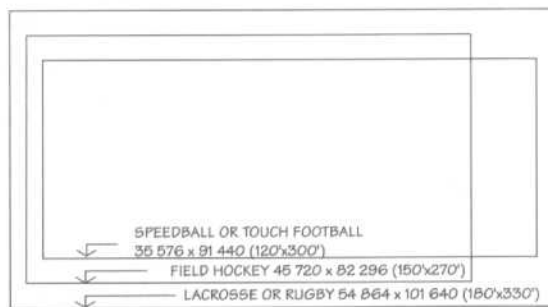 SPEEDBALL OR TOUCH FOOTBALL
35 576 x 91 440 (120'x300')
FIELD HOCKEY 45 720 x 82 296 (150'x270')
LACROSSE OR RUGBY 54 864 x 101 640 (180'x330')